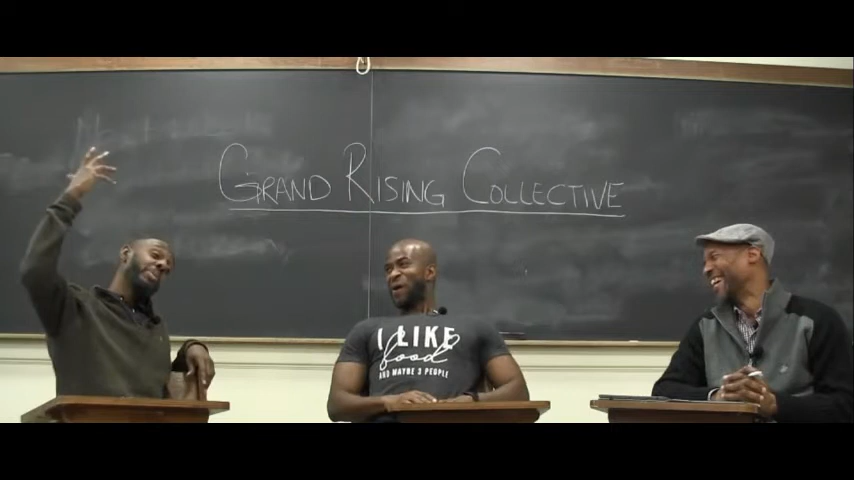 GRAND RISING COLLECTIVE
I LIKE
food
AND MAYBE 3 PEOPLE